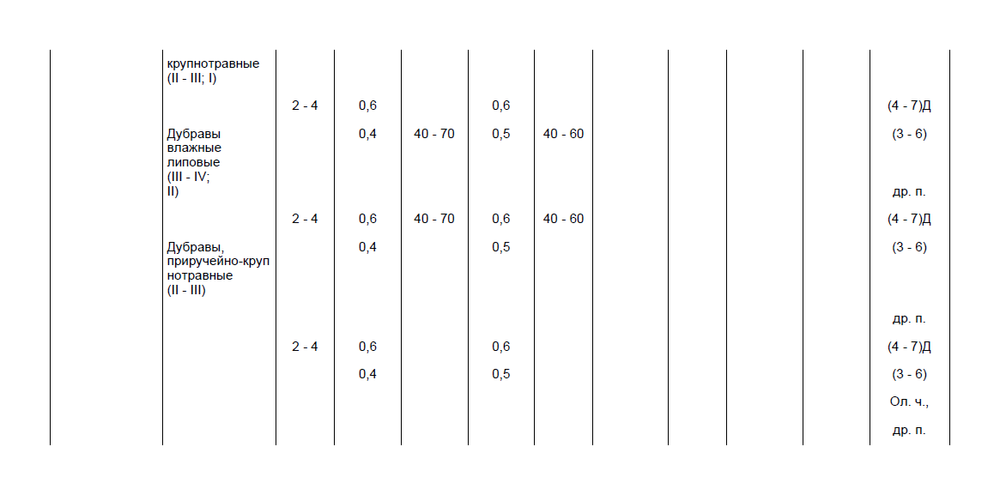 крупнотравные
(II - III; I)
2 - 4 0,6 0,6 (4 - 7)Д
Дубравы 0,4 40 - 70 0,5 40 - 60 (3 - 6)
влажные
липовые
(III - IV;
II) др. п.
2 - 4 0,6 40 - 70 0,6 40 - 60 (4 - 7)Д
Дубравы, 0,4 0,5 (3 - 6)
приручейно-круп
нотравные
(II - III)
др. п.
2 - 4 0,6 0,6 (4 - 7)Д
0,4 0,5 (3 - 6)
Ол. ч.,
др. п.